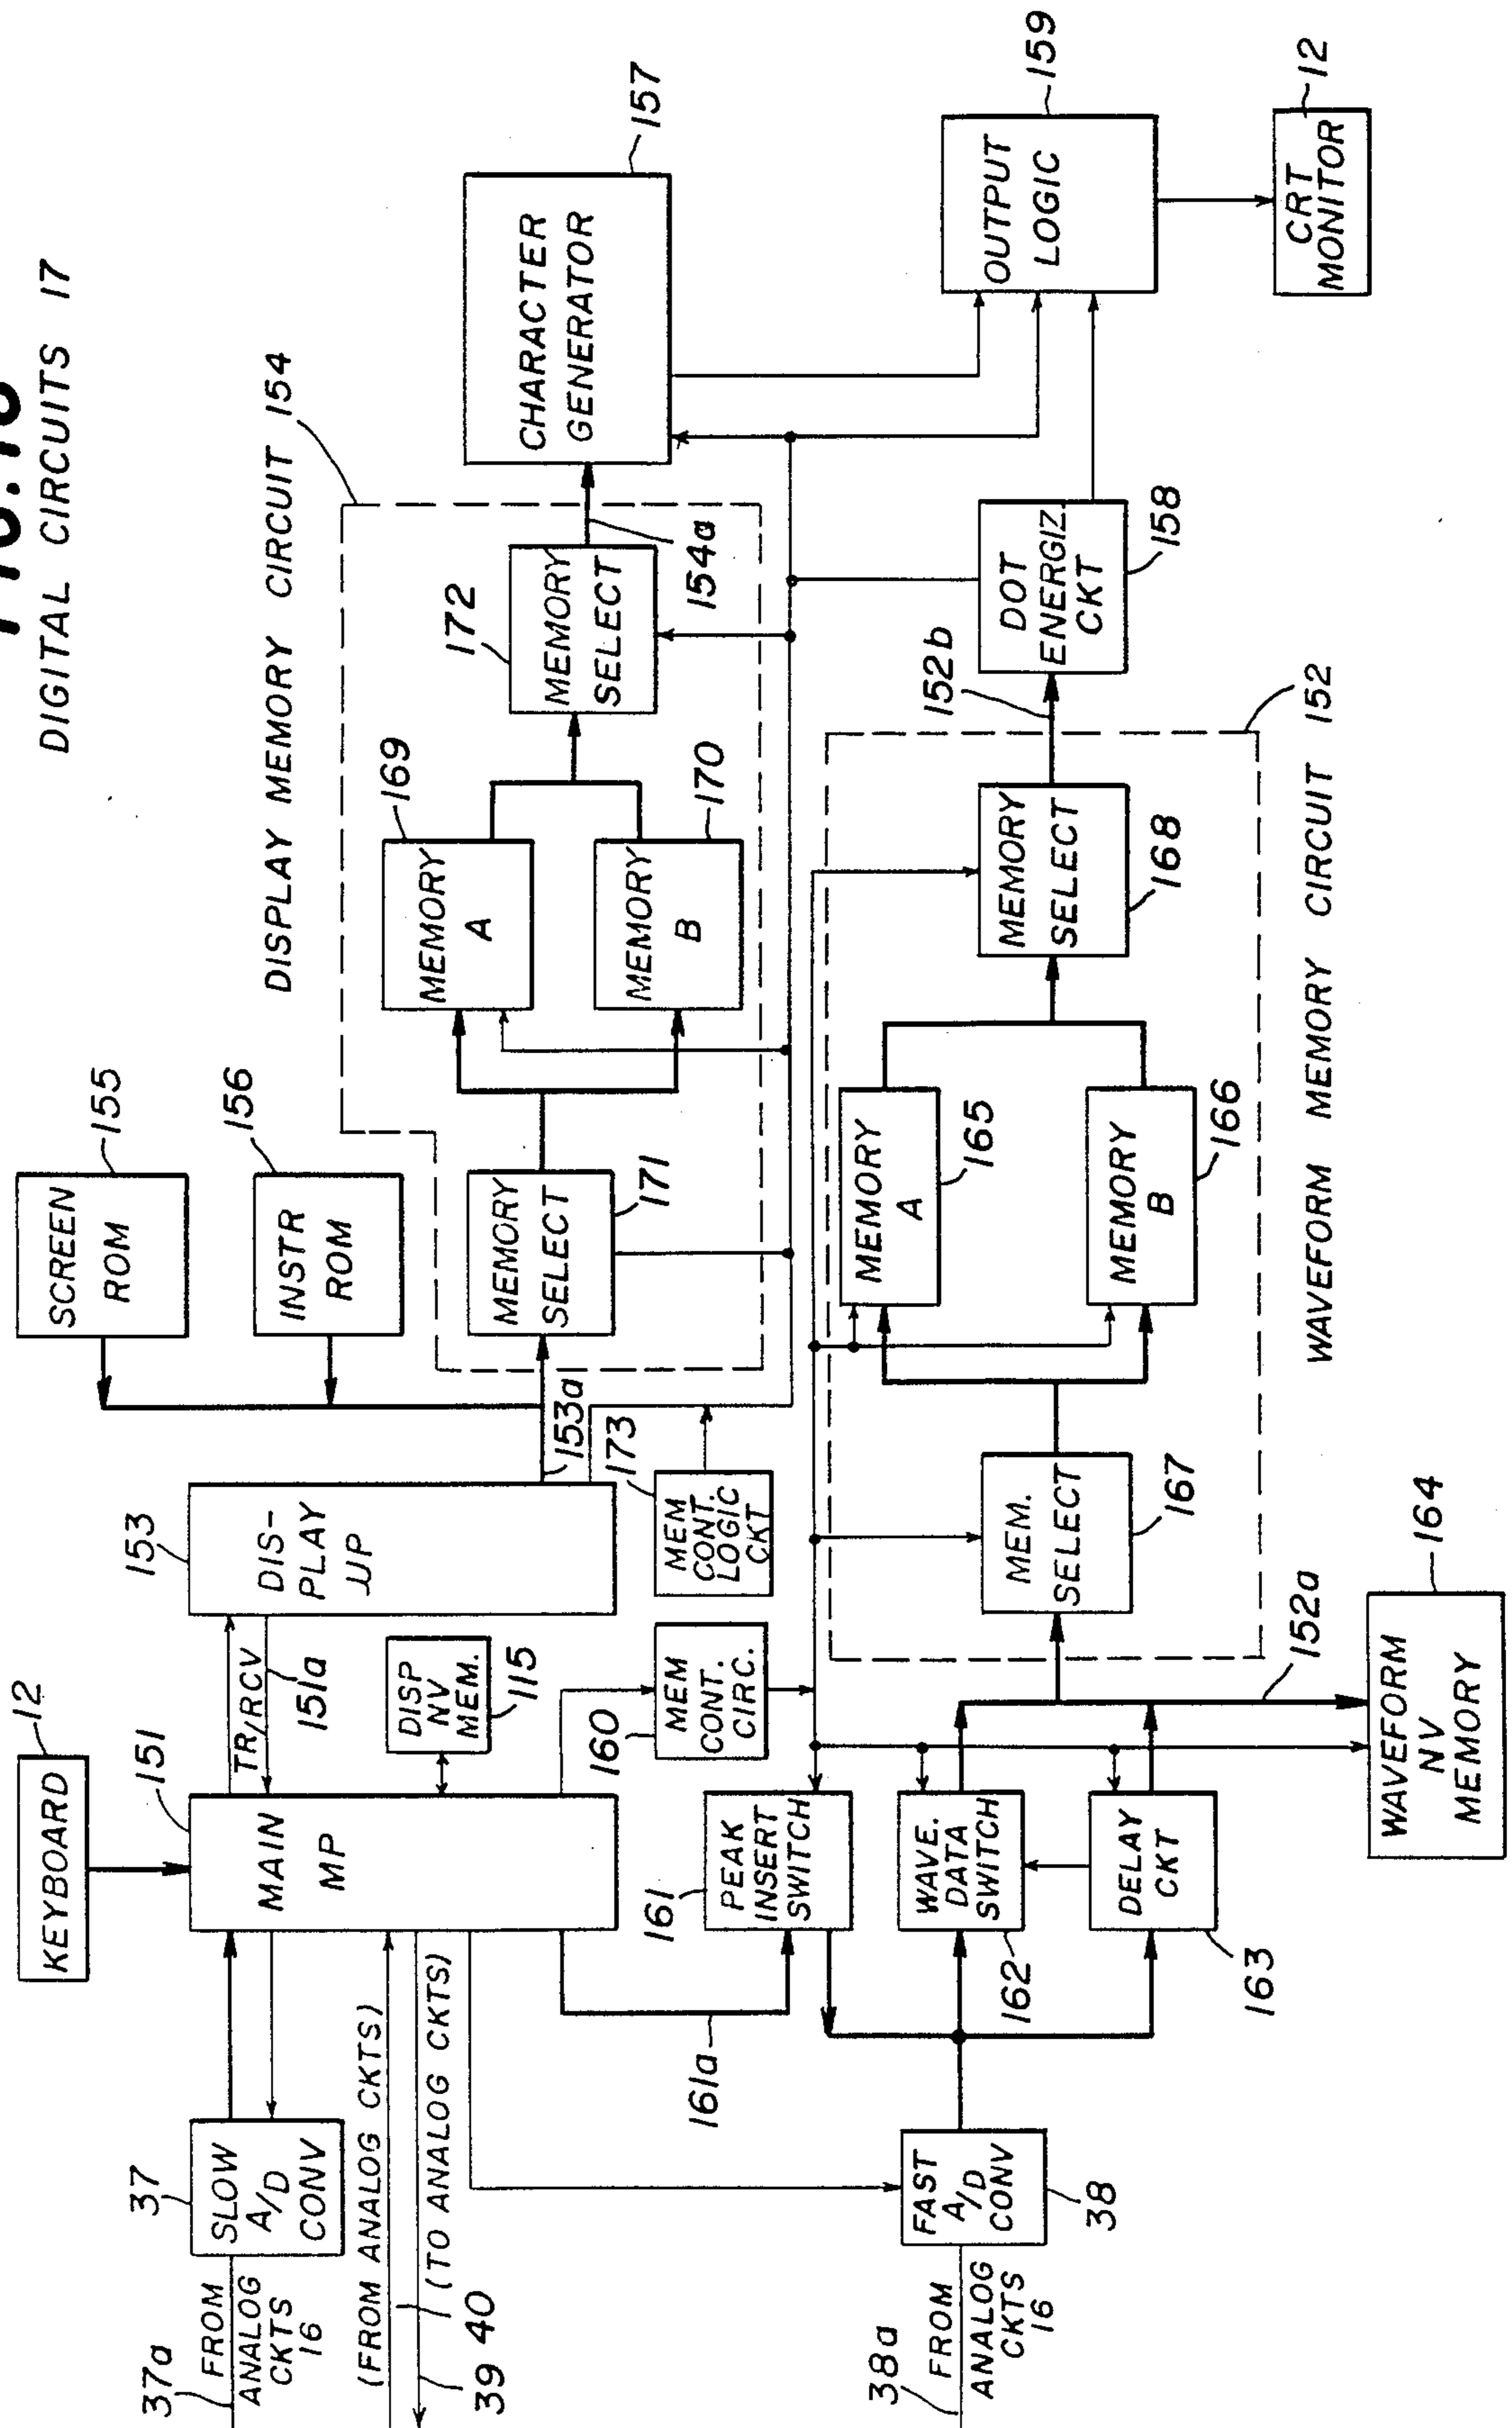 DIGITAL CIRCUITS 17
DISPLAY MEMORY CIRCUIT 154
KEYBOARD
12
SCREEN
ROM
155
INSTR
ROM
156
37a
FROM
ANALOG
CKTS
16
37
SLOW
A/D
CONV
151
MAIN
MP
TR/RCV
151a
153
DIS-
PLAY
μP
153a
DISP
NV
MEM.
115
(FROM ANALOG CKTS)
40
39
(TO ANALOG CKTS)
MEMORY
SELECT
171
MEMORY
A
169
MEMORY
B
170
172
MEMORY
SELECT
154a
CHARACTER
GENERATOR
157
160
MEM
CONT.
CIRC.
173
MEM
CONT.
LOGIC
CKT
161a
161
PEAK
INSERT
SWITCH
38a
FROM
ANALOG
CKTS
16
FAST
A/D
CONV
38
WAVE.
DATA
SWITCH
162
DELAY
CKT
163
152a
WAVEFORM
NV
MEMORY
164
MEM.
SELECT
167
MEMORY
A
165
MEMORY
B
166
MEMORY
SELECT
168
152b
DOT
ENERGIZ.
CKT
158
OUTPUT
LOGIC
159
CRT
MONITOR
12
152
WAVEFORM MEMORY CIRCUIT 152